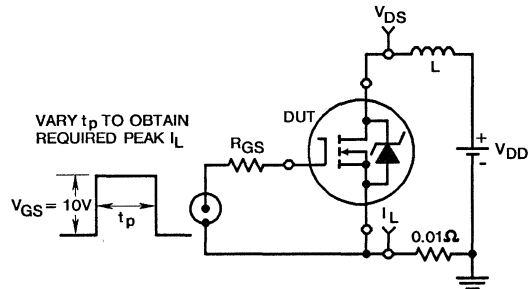 V_DS
L
DUT
VARY t_p TO OBTAIN
REQUIRED PEAK I_L
R_GS
+
V_DD
-
V_GS = 10V
t_p
I_L
0.01Ω